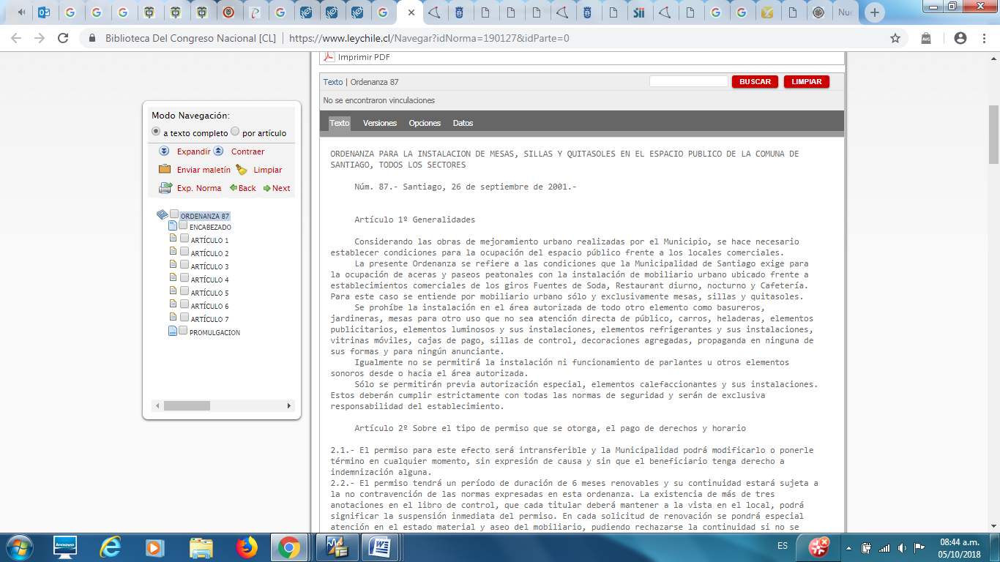 Nue
Biblioteca Del Congreso Nacional [CL]
https://www.leychile.cl/Navegar?idNorma=190127&idParte=0
Imprimir PDF
Texto | Ordenanza 87
BUSCAR
LIMPIAR
No se encontraron vinculaciones
Texto Versiones Opciones Datos
Modo Navegación:
a texto completo por artículo
Expandir Contraer
Enviar maletín Limpiar
Exp. Norma Back Next
ORDENANZA 87
ENCABEZADO
ARTÍCULO 1
ARTÍCULO 2
ARTÍCULO 3
ARTÍCULO 4
ARTÍCULO 5
ARTÍCULO 6
ARTÍCULO 7
PROMULGACION
ORDENANZA PARA LA INSTALACION DE MESAS, SILLAS Y QUITASOLES EN EL ESPACIO PUBLICO DE LA COMUNA DE
SANTIAGO, TODOS LOS SECTORES
Núm. 87.- Santiago, 26 de septiembre de 2001.-
Artículo 1º Generalidades
Considerando las obras de mejoramiento urbano realizadas por el Municipio, se hace necesario
establecer condiciones para la ocupación del espacio público frente a los locales comerciales.
La presente Ordenanza se refiere a las condiciones que la Municipalidad de Santiago exige para
la ocupación de aceras y paseos peatonales con la instalación de mobiliario urbano ubicado frente a
establecimientos comerciales de los giros Fuentes de Soda, Restaurant diurno, nocturno y Cafetería.
Para este caso se entiende por mobiliario urbano sólo y exclusivamente mesas, sillas y quitasoles.
Se prohíbe la instalación en el área autorizada de todo otro elemento como basureros,
jardineras, mesas para otro uso que no sea atención directa de público, carros, heladeras, elementos
publicitarios, elementos luminosos y sus instalaciones, elementos refrigerantes y sus instalaciones,
vitrinas móviles, cajas de pago, sillas de control, decoraciones agregadas, propaganda en ninguna de
sus formas y para ningún anunciante.
Igualmente no se permitirá la instalación ni funcionamiento de parlantes u otros elementos
sonoros desde o hacia el área autorizada.
Sólo se permitirán previa autorización especial, elementos calefaccionantes y sus instalaciones.
Estos deberán cumplir estrictamente con todas las normas de seguridad y serán de exclusiva
responsabilidad del establecimiento.
Artículo 2º Sobre el tipo de permiso que se otorga, el pago de derechos y horario
2.1.- El permiso para este efecto será intransferible y la Municipalidad podrá modificarlo o ponerle
término en cualquier momento, sin expresión de causa y sin que el beneficiario tenga derecho a
indemnización alguna.
2.2.- El permiso tendrá un período de duración de 6 meses renovables y su continuidad estará sujeta a
la no contravención de las normas expresadas en esta ordenanza. La existencia de más de tres
anotaciones en el libro de control, que cada titular deberá mantener a la vista en el local, podrá
significar la suspensión inmediata del permiso. En cada solicitud de renovación se pondrá especial
atención en el estado material y aseo del mobiliario, pudiendo rechazarse la continuidad si no se
ES
08:44 a.m.
05/10/2018